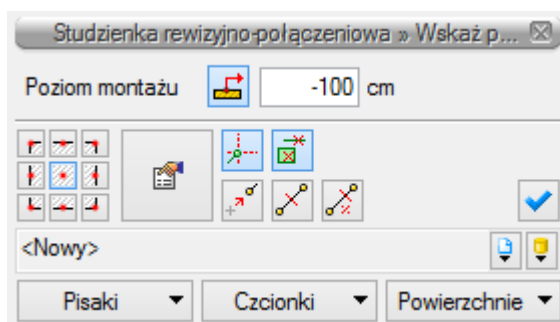 Studzienka rewizyjno-połączeniowa » Wskaż p...
Poziom montażu -100 cm
<Nowy>
Pisaki Czcionki Powierzchnie